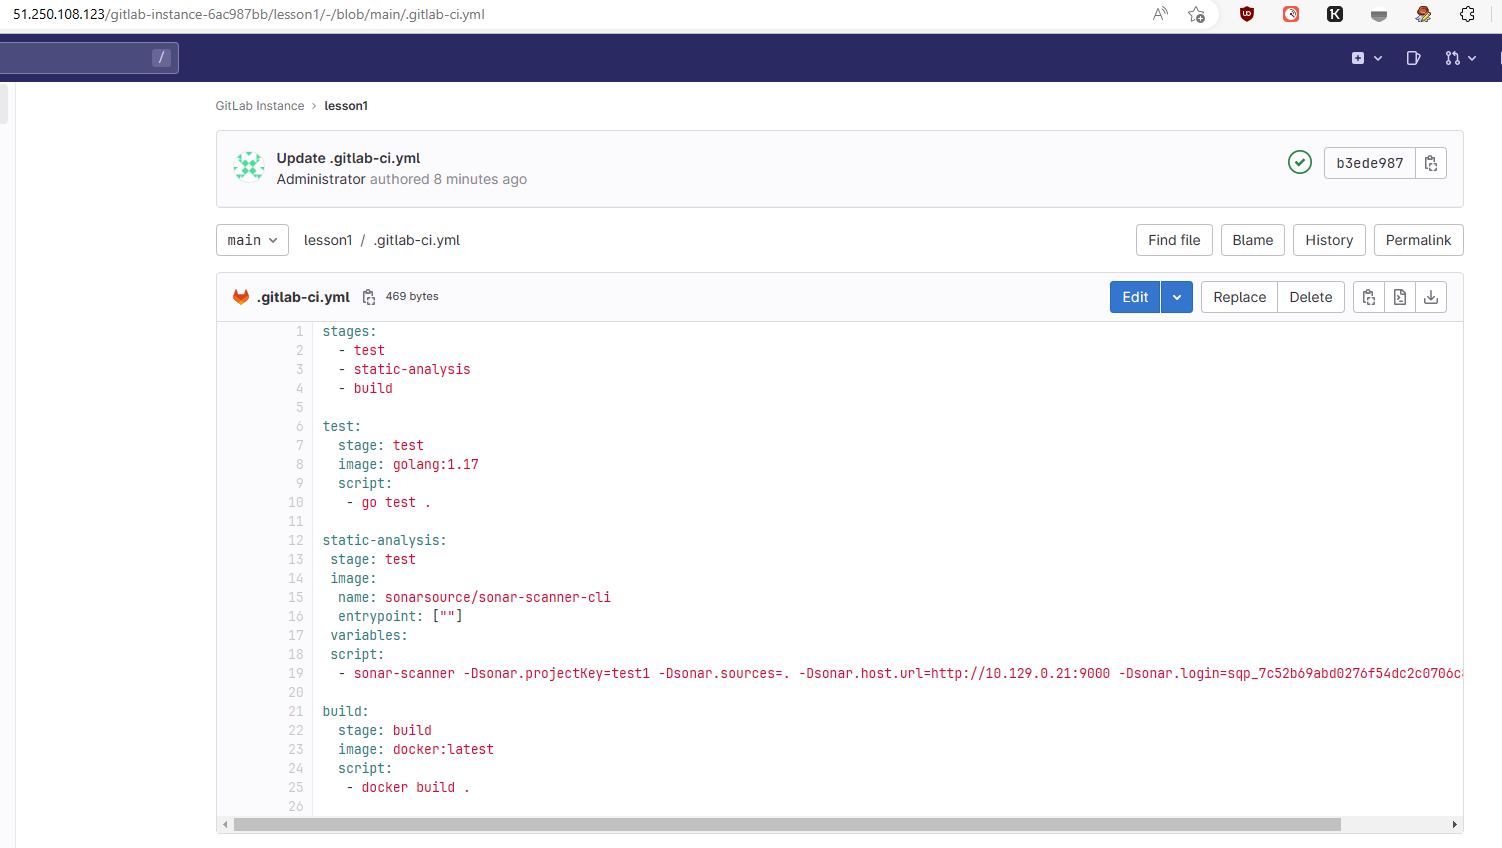 51.250.108.123/gitlab-instance-6ac987bb/lesson1/-/blob/main/.gitlab-ci.yml
/
GitLab Instance > lesson1
Update .gitlab-ci.yml
Administrator authored 8 minutes ago
b3ede987
main
lesson1 / .gitlab-ci.yml
Find file
Blame
History
Permalink
.gitlab-ci.yml 469 bytes
Edit
Replace
Delete
1 stages:
2 - test
3 - static-analysis
4 - build
5
6 test:
7 stage: test
8 image: golang:1.17
9 script:
10 - go test .
11
12 static-analysis:
13 stage: test
14 image:
15 name: sonarsource/sonar-scanner-cli
16 entrypoint: [""]
17 variables:
18 script:
19 - sonar-scanner -Dsonar.projectKey=test1 -Dsonar.sources=. -Dsonar.host.url=http://10.129.0.21:9000 -Dsonar.login=sqp_7c52b69abd0276f54dc2c0706c
20
21 build:
22 stage: build
23 image: docker:latest
24 script:
25 - docker build .
26